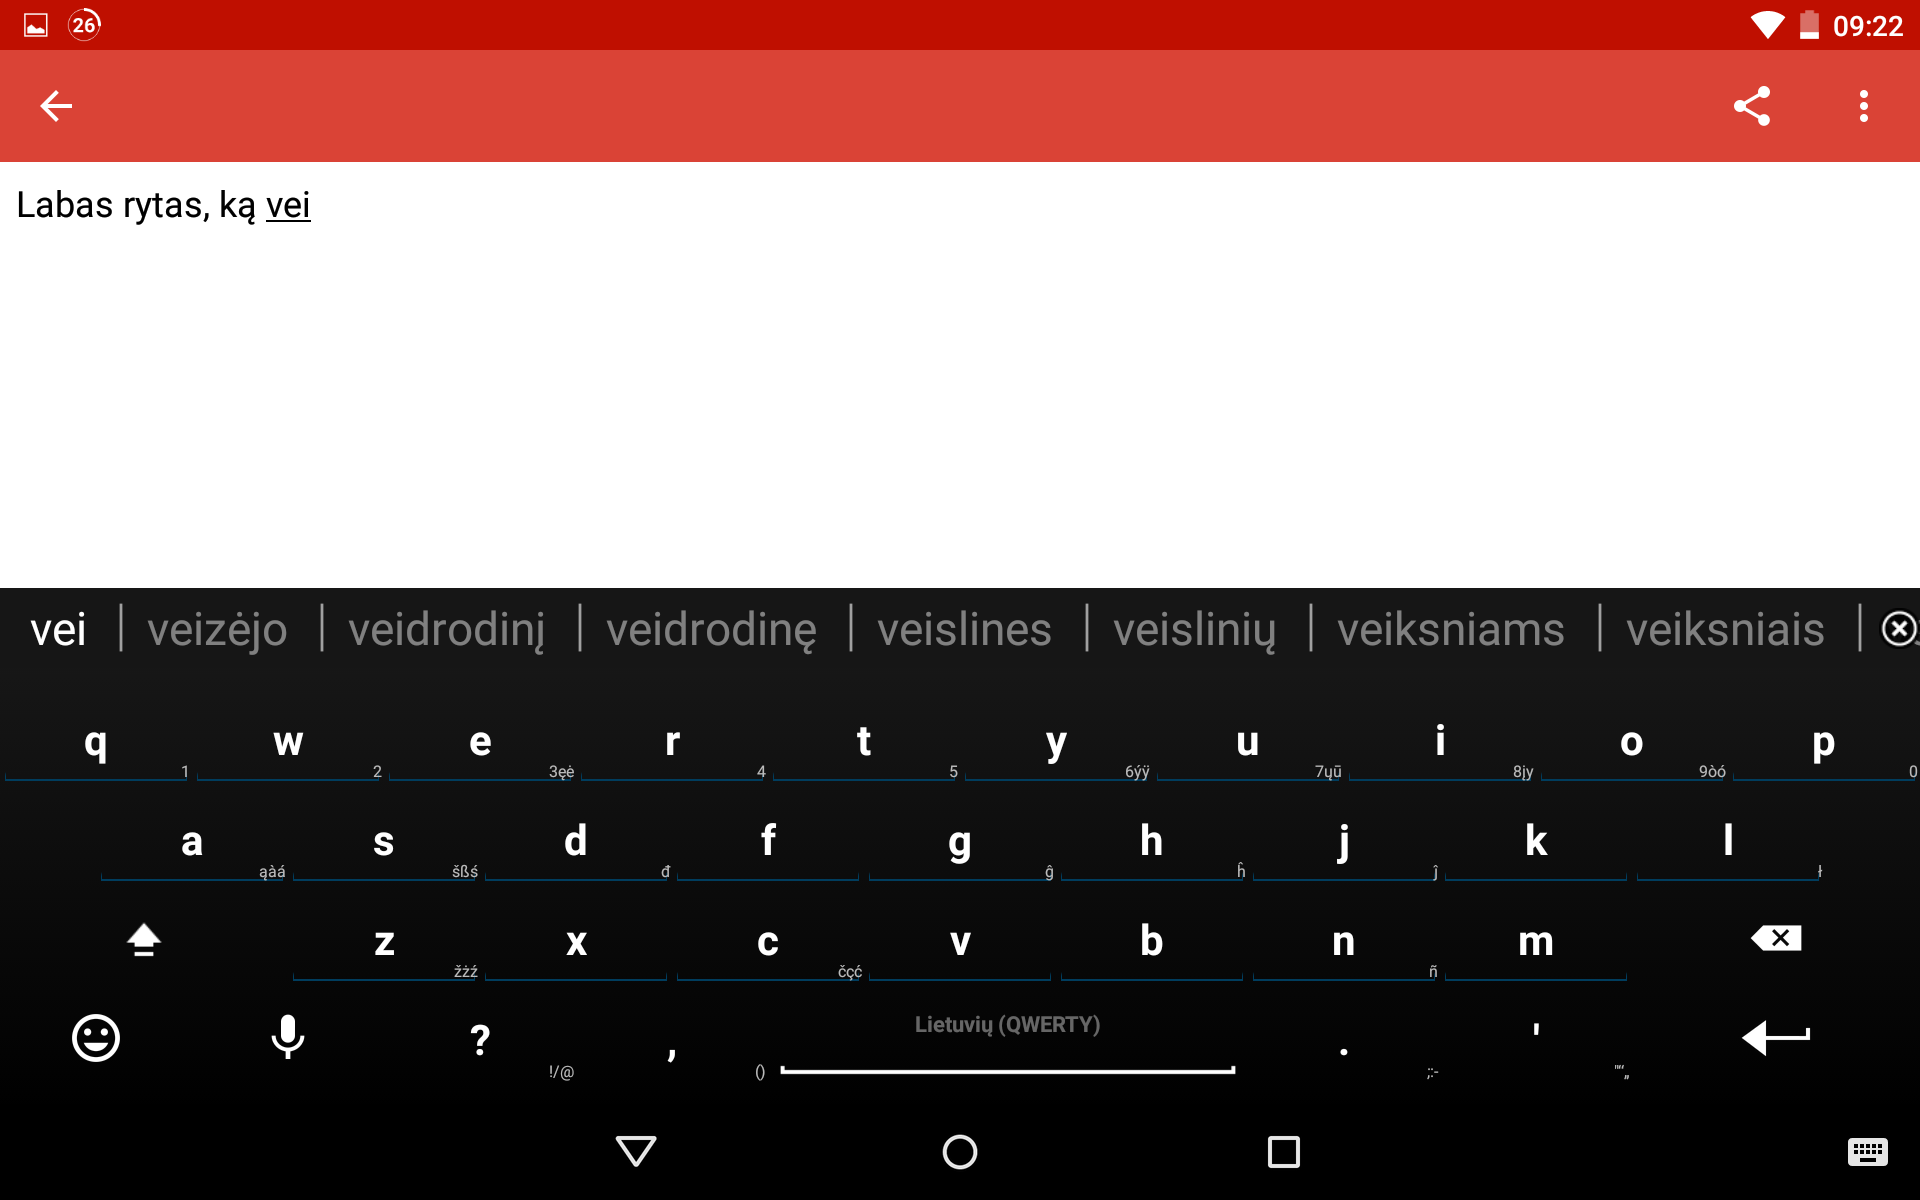 26 09:22
Labas rytas, ką vei
vei veizėjo veidrodinį veidrodinę veislines veislinių veiksniams veiksniais
q w e r t y u i o p
1 2 3ęė 4 5 6ýÿ 7ųū 8įy 9òó 0
a s d f g h j k l
ąàá šßś đ ĝ ĥ ĵ ł
z x c v b n m
žżź čçć ñ
? , Lietuvių (QWERTY) . '
!/@ () ;:- "“„